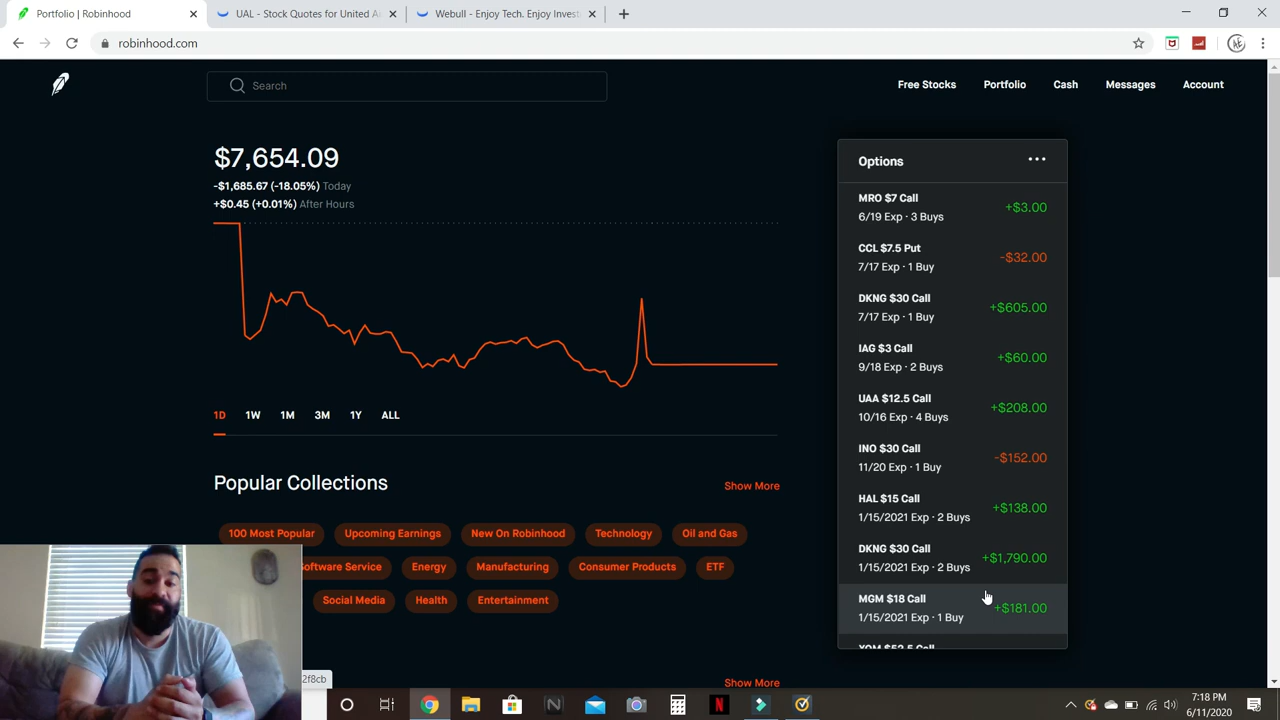 Portfolio | Robinhood
UAL - Stock Quotes for United Ai
Webull - Enjoy Tech. Enjoy Invest
robinhood.com
Search
Free Stocks
Portfolio
Cash
Messages
Account
$7,654.09
-$1,685.67 (-18.05%) Today
+$0.45 (+0.01%) After Hours
1D
1W
1M
3M
1Y
ALL
Popular Collections
Show More
100 Most Popular
Upcoming Earnings
New On Robinhood
Technology
Oil and Gas
Software Service
Energy
Manufacturing
Consumer Products
ETF
Social Media
Health
Entertainment
Show More
2f8cb
Options
MRO $7 Call
6/19 Exp · 3 Buys
+$3.00
CCL $7.5 Put
7/17 Exp · 1 Buy
-$32.00
DKNG $30 Call
7/17 Exp · 1 Buy
+$605.00
IAG $3 Call
9/18 Exp · 2 Buys
+$60.00
UAA $12.5 Call
10/16 Exp · 4 Buys
+$208.00
INO $30 Call
11/20 Exp · 1 Buy
-$152.00
HAL $15 Call
1/15/2021 Exp · 2 Buys
+$138.00
DKNG $30 Call
1/15/2021 Exp · 2 Buys
+$1,790.00
MGM $18 Call
1/15/2021 Exp · 1 Buy
+$181.00
7:18 PM
6/11/2020